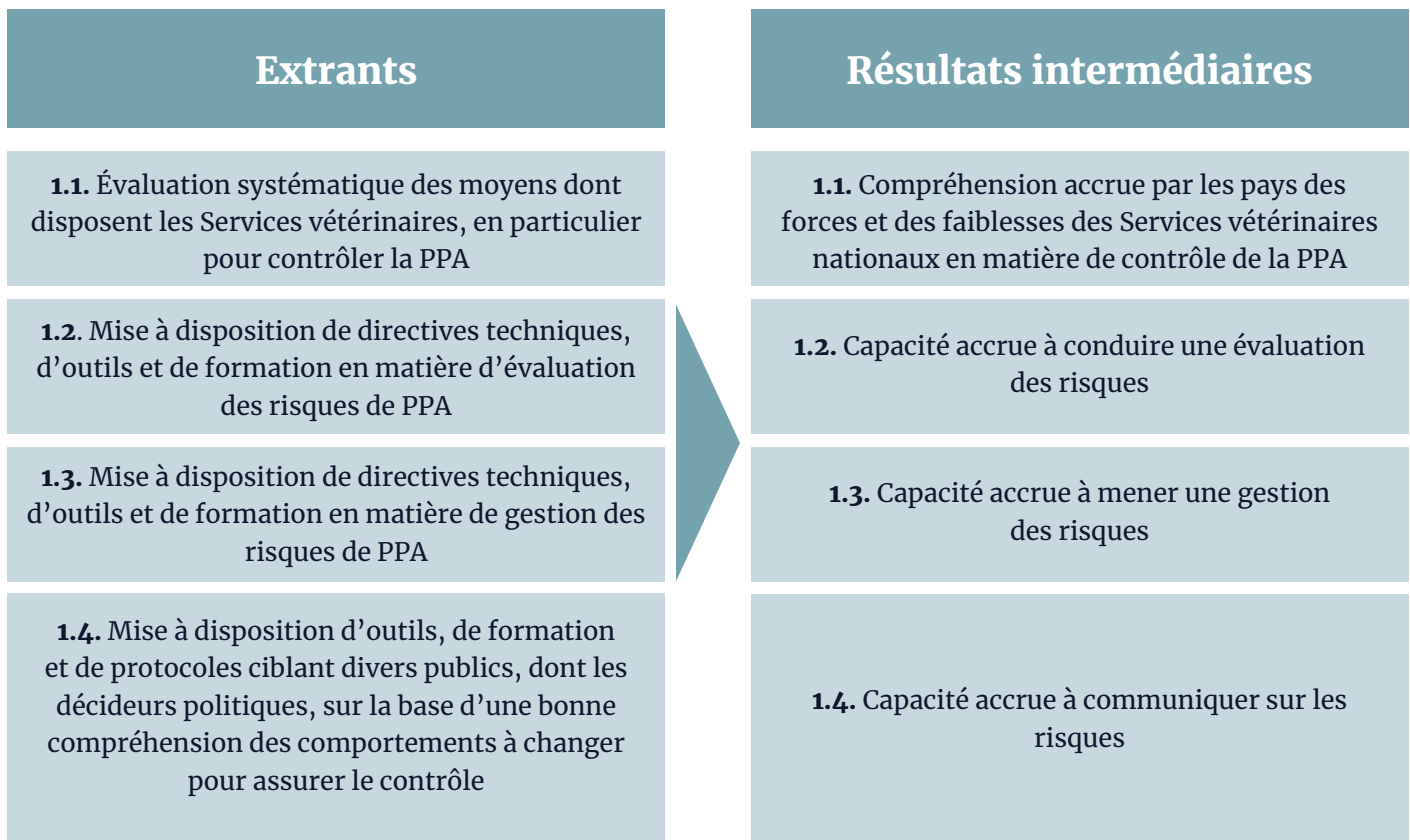 Extrants
1.1. Évaluation systématique des moyens dont
disposent les Services vétérinaires, en particulier
pour contrôler la PPA
1.2. Mise à disposition de directives techniques,
d’outils et de formation en matière d’évaluation
des risques de PPA
1.3. Mise à disposition de directives techniques,
d’outils et de formation en matière de gestion des
risques de PPA
1.4. Mise à disposition d’outils, de formation
et de protocoles ciblant divers publics, dont les
décideurs politiques, sur la base d’une bonne
compréhension des comportements à changer
pour assurer le contrôle
Résultats intermédiaires
1.1. Compréhension accrue par les pays des
forces et des faiblesses des Services vétérinaires
nationaux en matière de contrôle de la PPA
1.2. Capacité accrue à conduire une évaluation
des risques
1.3. Capacité accrue à mener une gestion
des risques
1.4. Capacité accrue à communiquer sur les
risques